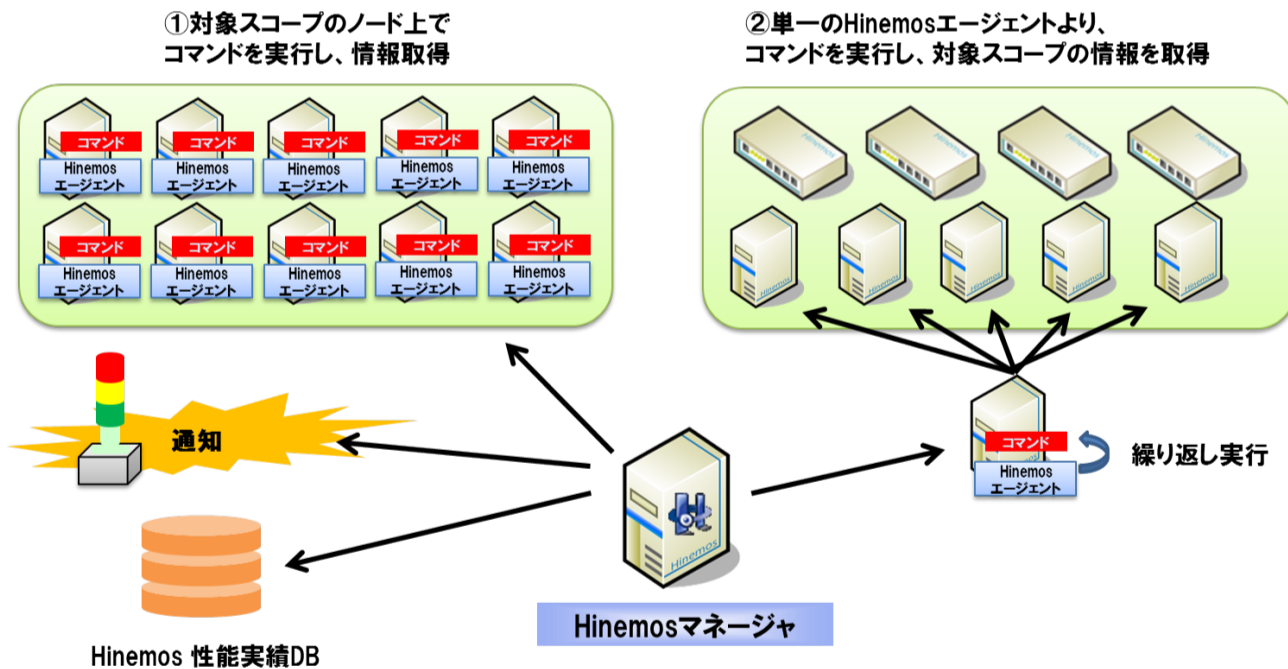 ①対象スコープのノード上で
コマンドを実行し、情報取得
②単一のHinemosエージェントより、
コマンドを実行し、対象スコープの情報を取得
コマンド
Hinemos
エージェント
コマンド
Hinemos
エージェント
コマンド
Hinemos
エージェント
コマンド
Hinemos
エージェント
コマンド
Hinemos
エージェント
コマンド
Hinemos
エージェント
コマンド
Hinemos
エージェント
コマンド
Hinemos
エージェント
コマンド
Hinemos
エージェント
コマンド
Hinemos
エージェント
Hinemos
Hinemos
Hinemos
Hinemos
Hinemos
Hinemos
Hinemos
Hinemos
Hinemos
通知
コマンド
Hinemos
エージェント
繰り返し実行
Hinemos
Hinemosマネージャ
Hinemos 性能実績DB